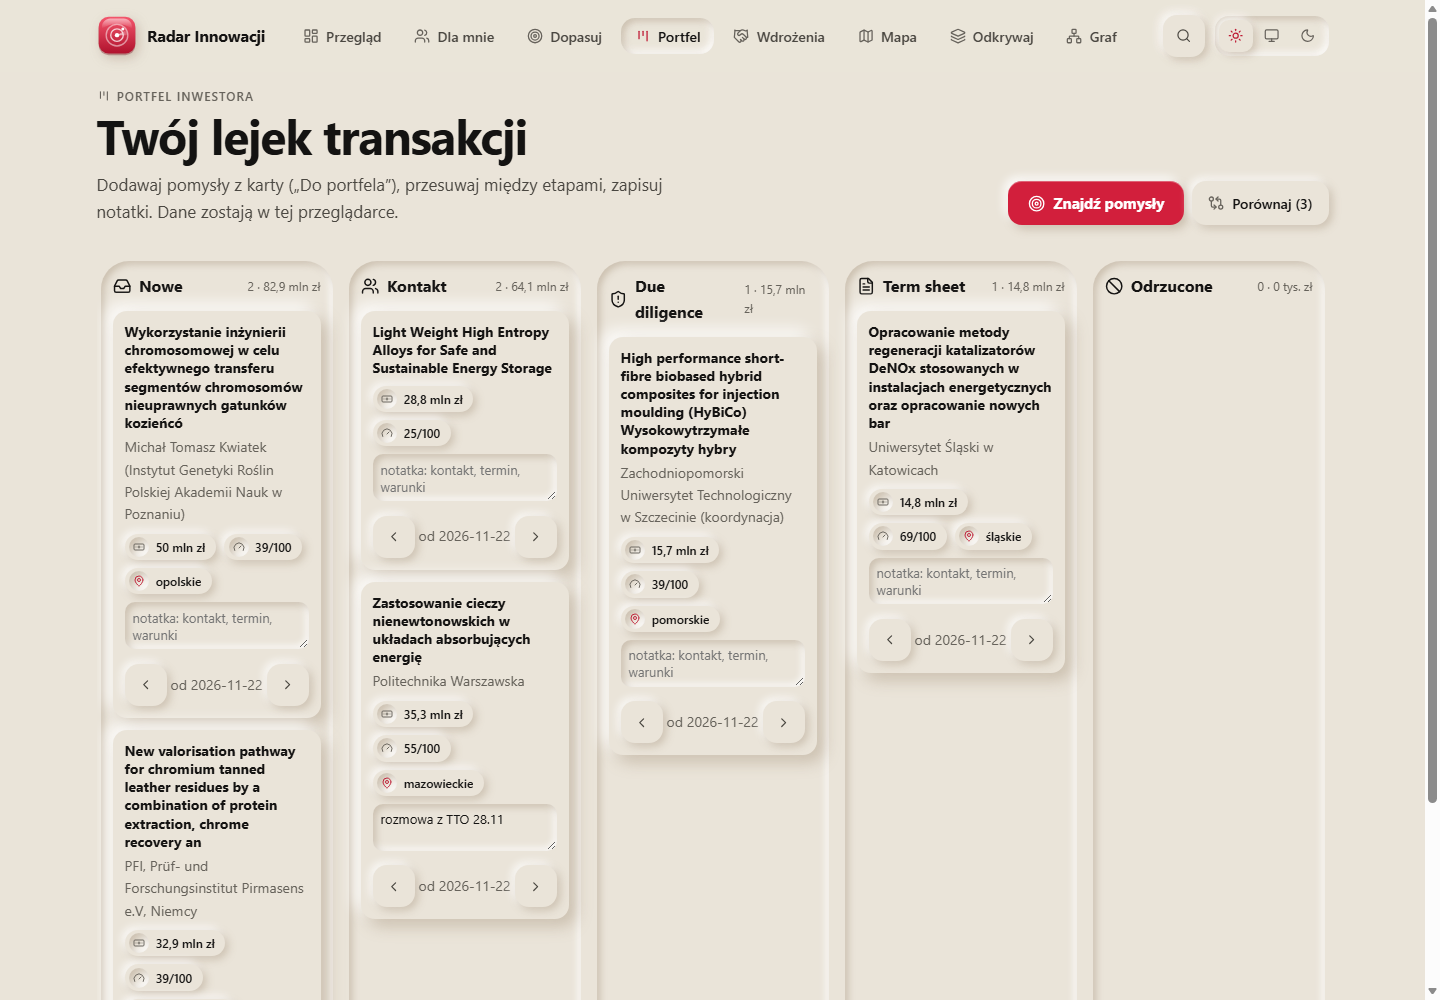 Radar Innowacji
Przegląd
Dla mnie
Dopasuj
Portfel
Wdrożenia
Mapa
Odkrywaj
Graf
PORTFEL INWESTORA
Twój lejek transakcji
Dodawaj pomysły z karty („Do portfela”), przesuwaj między etapami, zapisuj
notatki. Dane zostają w tej przeglądarce.
Znajdź pomysły
Porównaj (3)
Nowe
2 · 82,9 mln zł
Wykorzystanie inżynierii
chromosomowej w celu
efektywnego transferu
segmentów chromosomów
nieuprawnych gatunków
kozieńcó
Michał Tomasz Kwiatek
(Instytut Genetyki Roślin
Polskiej Akademii Nauk w
Poznaniu)
50 mln zł
39/100
opolskie
notatka: kontakt, termin,
warunki
od 2026-11-22
New valorisation pathway
for chromium tanned
leather residues by a
combination of protein
extraction, chrome
recovery an
PFI, Prüf- und
Forschungsinstitut Pirmasens
e.V, Niemcy
32,9 mln zł
39/100
Kontakt
2 · 64,1 mln zł
Light Weight High Entropy
Alloys for Safe and
Sustainable Energy Storage
28,8 mln zł
25/100
notatka: kontakt, termin,
warunki
od 2026-11-22
Zastosowanie cieczy
nienewtonowskich w
układach absorbujących
energię
Politechnika Warszawska
35,3 mln zł
55/100
mazowieckie
rozmowa z TTO 28.11
od 2026-11-22
Due
diligence
1 · 15,7 mln
zł
High performance short-
fibre biobased hybrid
composites for injection
moulding (HyBiCo)
Wysokowytrzymałe
kompozyty hybry
Zachodniopomorski
Uniwersytet Technologiczny
w Szczecinie (koordynacja)
15,7 mln zł
39/100
pomorskie
notatka: kontakt, termin,
warunki
od 2026-11-22
Term sheet
1 · 14,8 mln zł
Opracowanie metody
regeneracji katalizatorów
DeNOx stosowanych w
instalacjach energetycznych
oraz opracowanie nowych
bar
Uniwersytet Śląski w
Katowicach
14,8 mln zł
69/100
śląskie
notatka: kontakt, termin,
warunki
od 2026-11-22
Odrzucone
0 · 0 tys. zł